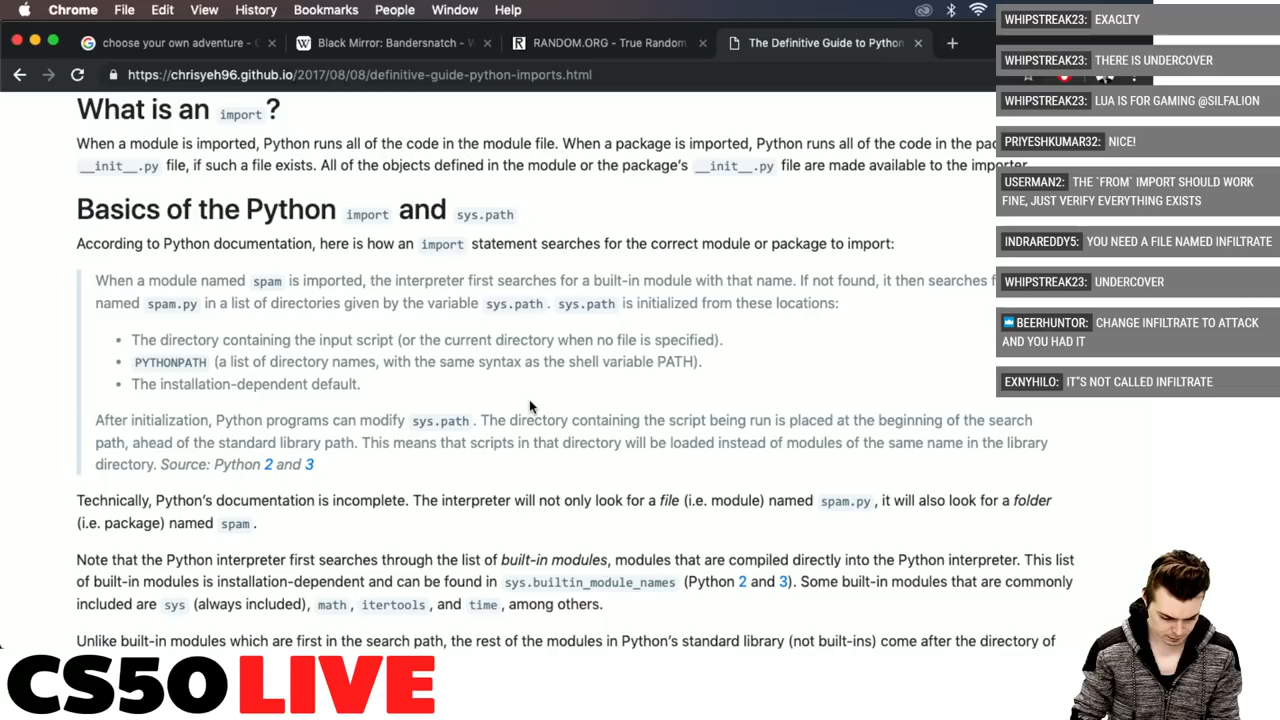 Chrome File Edit View History Bookmarks People Window Help
choose your own adventure -
Black Mirror: Bandersnatch -
RANDOM.ORG - True Random
The Definitive Guide to Python
https://chrisyeh96.github.io/2017/08/08/definitive-guide-python-imports.html
What is an import ?
When a module is imported, Python runs all of the code in the module file. When a package is imported, Python runs all of the code in the
__init__.py file, if such a file exists. All of the objects defined in the module or the package's __init__.py file are made available to the importer.
Basics of the Python import and sys.path
According to Python documentation, here is how an import statement searches for the correct module or package to import:
When a module named spam is imported, the interpreter first searches for a built-in module with that name. If not found, it then searches
named spam.py in a list of directories given by the variable sys.path . sys.path is initialized from these locations:
• The directory containing the input script (or the current directory when no file is specified).
• PYTHONPATH (a list of directory names, with the same syntax as the shell variable PATH).
• The installation-dependent default.
After initialization, Python programs can modify sys.path . The directory containing the script being run is placed at the beginning of the search
path, ahead of the standard library path. This means that scripts in that directory will be loaded instead of modules of the same name in the library
directory. Source: Python 2 and 3
Technically, Python's documentation is incomplete. The interpreter will not only look for a file (i.e. module) named spam.py , it will also look for a folder
(i.e. package) named spam .
Note that the Python interpreter first searches through the list of built-in modules, modules that are compiled directly into the Python interpreter. This list
of built-in modules is installation-dependent and can be found in sys.builtin_module_names (Python 2 and 3). Some built-in modules that are commonly
included are sys (always included), math , itertools , and time , among others.
Unlike built-in modules which are first in the search path, the rest of the modules in Python's standard library (not built-ins) come after the directory of
WHIPSTREAK23: EXACLTY
WHIPSTREAK23: THERE IS UNDERCOVER
WHIPSTREAK23: LUA IS FOR GAMING @SILFALION
PRIYESHKUMAR32: NICE!
USERMAN2: THE `FROM` IMPORT SHOULD WORK
FINE, JUST VERIFY EVERYTHING EXISTS
INDRAREDDY5: YOU NEED A FILE NAMED INFILTRATE
WHIPSTREAK23: UNDERCOVER
BEERHUNTOR: CHANGE INFILTRATE TO ATTACK
AND YOU HAD IT
EXNYHILO: IT"S NOT CALLED INFILTRATE
CS50 LIVE